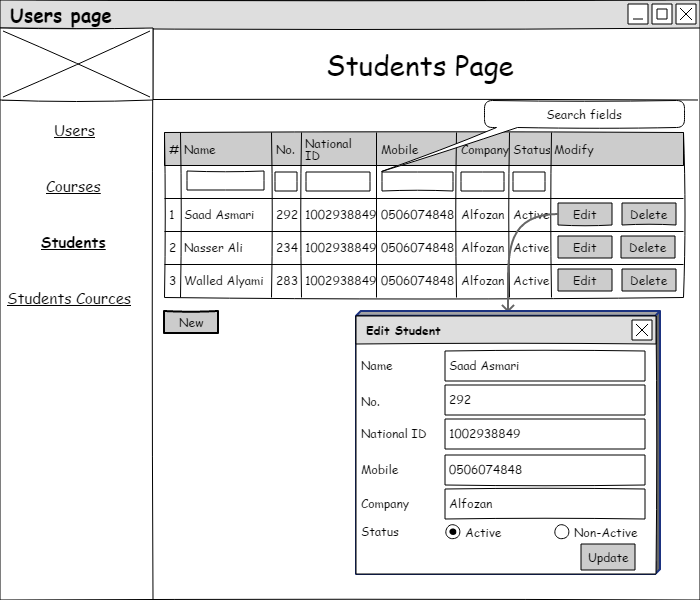 Users page
Students Page
Search fields
Users
Courses
Students
Students Cources
# Name No. National ID Mobile Company Status Modify
1 Saad Asmari 292 1002938849 0506074848 Alfozan Active Edit Delete
2 Nasser Ali 234 1002938849 0506074848 Alfozan Active Edit Delete
3 Walled Alyami 283 1002938849 0506074848 Alfozan Active Edit Delete
New
Edit Student
Name Saad Asmari
No. 292
National ID 1002938849
Mobile 0506074848
Company Alfozan
Status Active Non-Active
Update